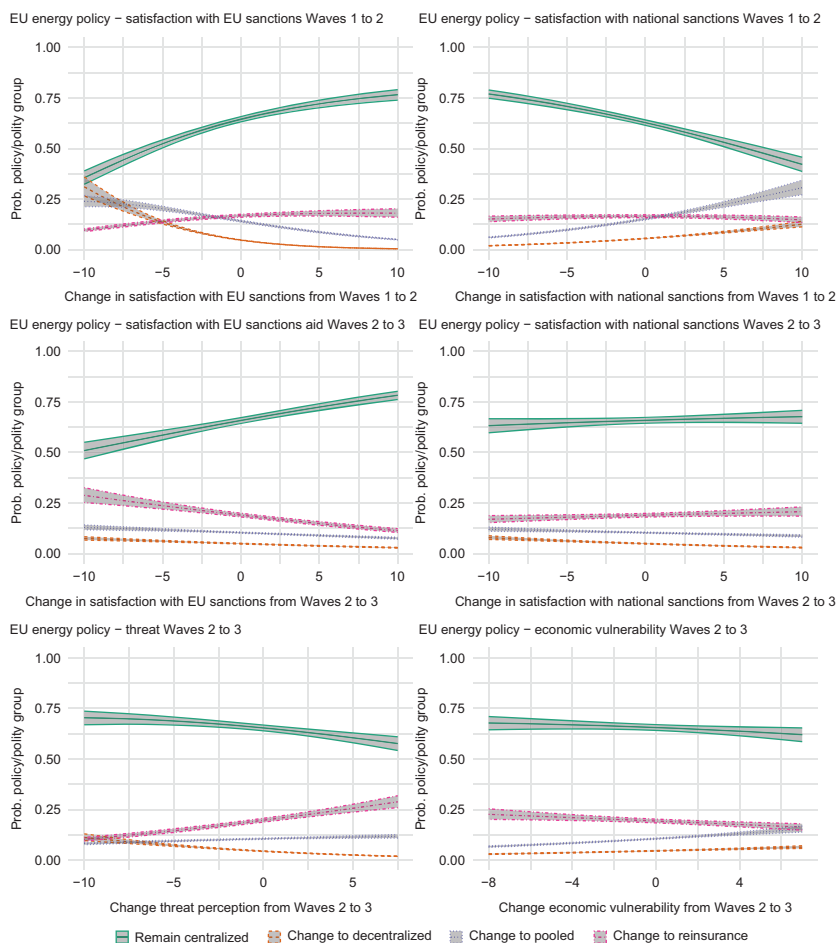 EU energy policy – satisfaction with EU sanctions Waves 1 to 2
Prob. policy/polity group
1.00
0.75
0.50
0.25
0.00
−10
−5
0
5
10
Change in satisfaction with EU sanctions from Waves 1 to 2
EU energy policy – satisfaction with national sanctions Waves 1 to 2
Prob. policy/polity group
1.00
0.75
0.50
0.25
0.00
−10
−5
0
5
10
Change in satisfaction with national sanctions from Waves 1 to 2
EU energy policy – satisfaction with EU sanctions aid Waves 2 to 3
Prob. policy/polity group
1.00
0.75
0.50
0.25
0.00
−10
−5
0
5
10
Change in satisfaction with EU sanctions from Waves 2 to 3
EU energy policy – satisfaction with national sanctions Waves 2 to 3
Prob. policy/polity group
1.00
0.75
0.50
0.25
0.00
−10
−5
0
5
10
Change in satisfaction with national sanctions from Waves 2 to 3
EU energy policy – threat Waves 2 to 3
Prob. policy/polity group
1.00
0.75
0.50
0.25
0.00
−10
−5
0
5
Change threat perception from Waves 2 to 3
EU energy policy – economic vulnerability Waves 2 to 3
Prob. policy/polity group
1.00
0.75
0.50
0.25
0.00
−8
−4
0
4
Change economic vulnerability from Waves 2 to 3
Remain centralized
Change to decentralized
Change to pooled
Change to reinsurance